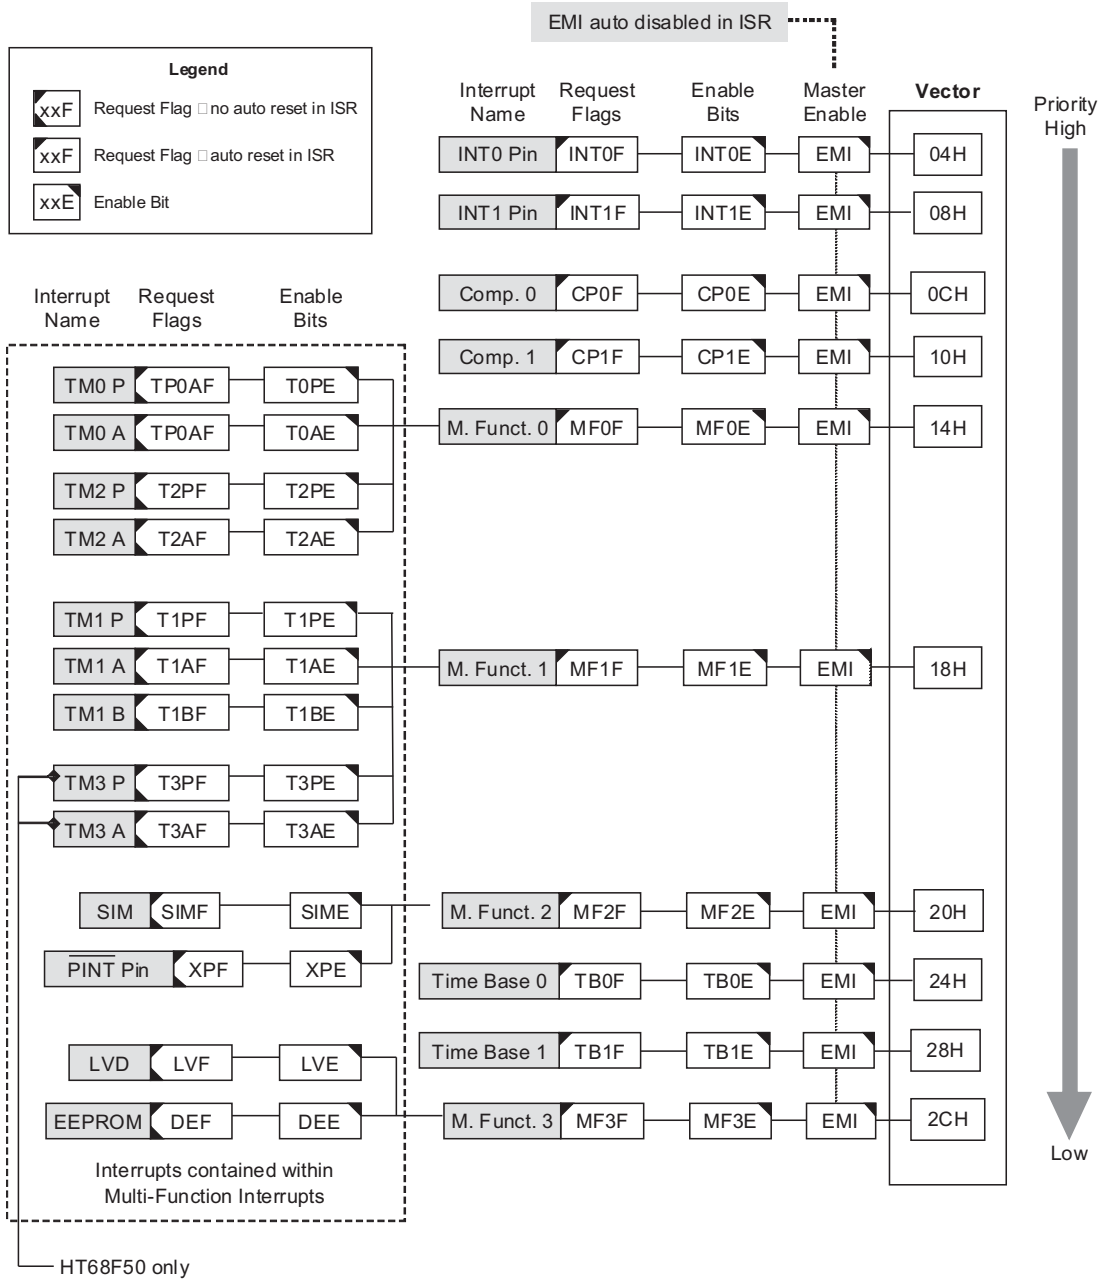 EMI auto disabled in ISR
Legend
xxF Request Flag □ no auto reset in ISR
xxF Request Flag □ auto reset in ISR
xxE Enable Bit
Interrupt Name Request Flags Enable Bits Master Enable Vector
Priority High
INT0 Pin INT0F INT0E EMI 04H
INT1 Pin INT1F INT1E EMI 08H
Comp. 0 CP0F CP0E EMI 0CH
Comp. 1 CP1F CP1E EMI 10H
M. Funct. 0 MF0F MF0E EMI 14H
M. Funct. 1 MF1F MF1E EMI 18H
M. Funct. 2 MF2F MF2E EMI 20H
Time Base 0 TB0F TB0E EMI 24H
Time Base 1 TB1F TB1E EMI 28H
M. Funct. 3 MF3F MF3E EMI 2CH
Low
Interrupt Name Request Flags Enable Bits
TM0 P TP0AF T0PE
TM0 A TP0AF T0AE
TM2 P T2PF T2PE
TM2 A T2AF T2AE
TM1 P T1PF T1PE
TM1 A T1AF T1AE
TM1 B T1BF T1BE
TM3 P T3PF T3PE
TM3 A T3AF T3AE
SIM SIMF SIME
PINT Pin XPF XPE
LVD LVF LVE
EEPROM DEF DEE
Interrupts contained within
Multi-Function Interrupts
HT68F50 only